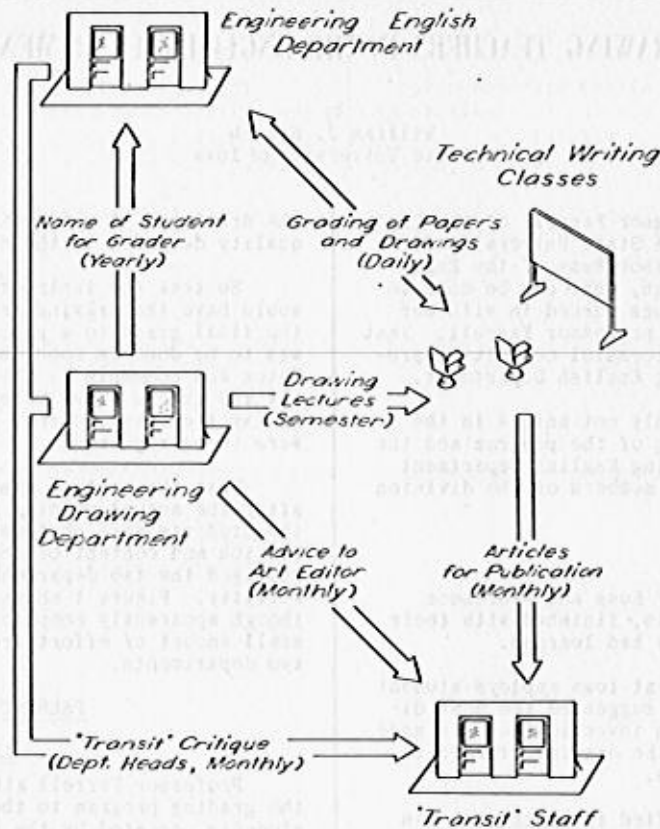 Engineering English
Department
Technical Writing
Classes
Name of Student
for Grader
(Yearly)
Grading of Papers
and Drawings
(Daily)
Drawing
Lectures
(Semester)
Engineering
Drawing
Department
Advice to
Art Editor
(Monthly)
Articles
for Publication
(Monthly)
"Transit" Critique
(Dept. Heads, Monthly)
"Transit" Staff